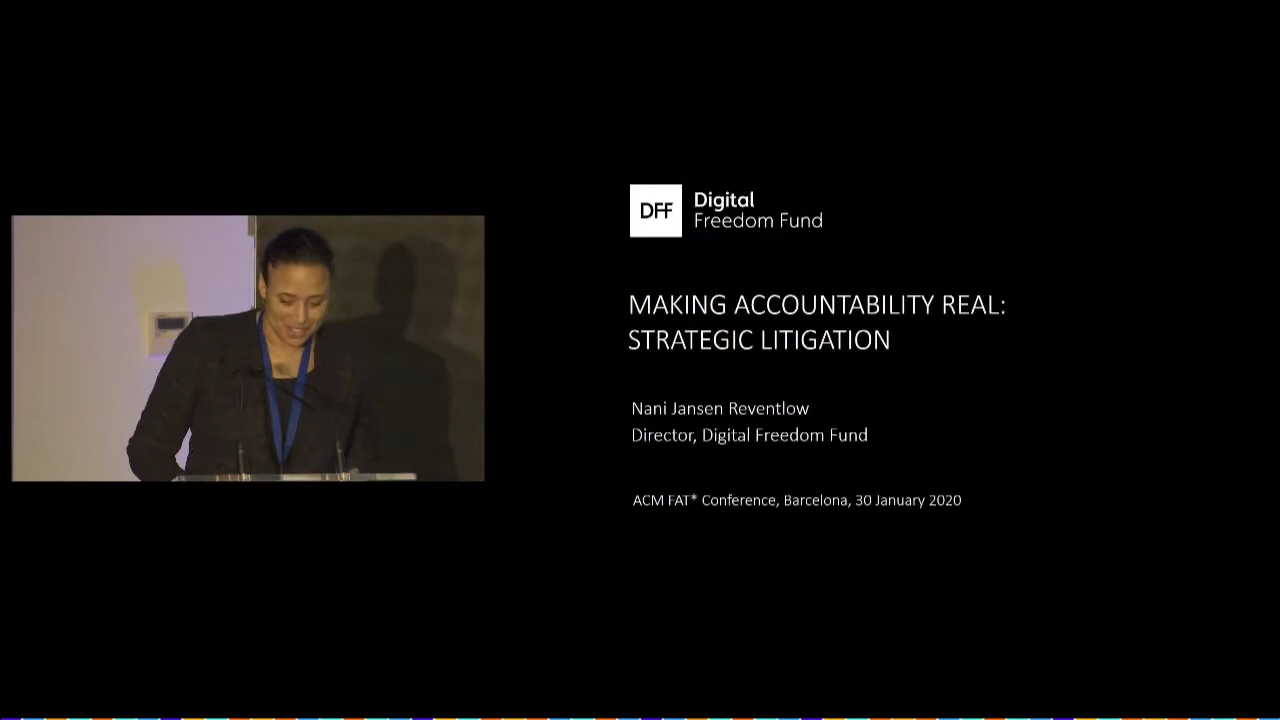 DFF
Digital
Freedom Fund
MAKING ACCOUNTABILITY REAL:
STRATEGIC LITIGATION
Nani Jansen Reventlow
Director, Digital Freedom Fund
ACM FAT* Conference, Barcelona, 30 January 2020